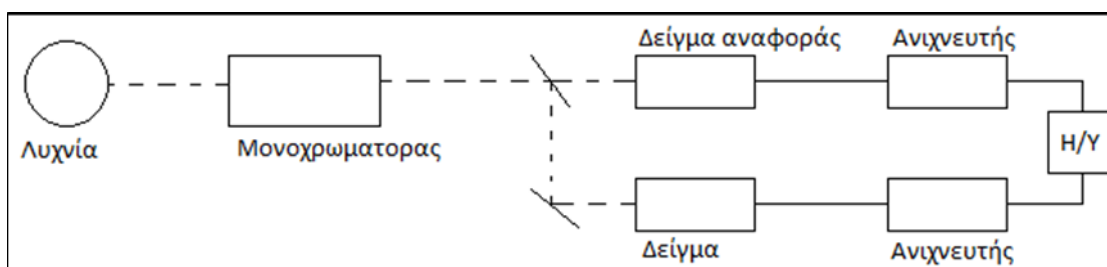 Δείγμα αναφοράς
Ανιχνευτής
Λυχνία
Μονοχρωματορας
Η/Υ
Δείγμα
Ανιχνευτής